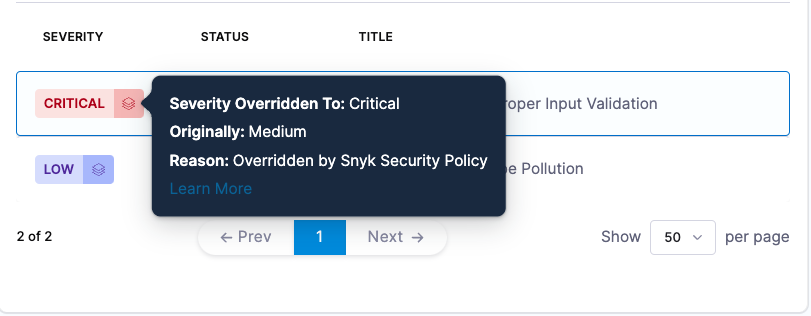 SEVERITY STATUS TITLE
CRITICAL
Severity Overridden To: Critical
Originally: Medium
Reason: Overridden by Snyk Security Policy
Learn More
Input Validation
LOW
Pollution
2 of 2 ← Prev 1 Next → Show 50 per page